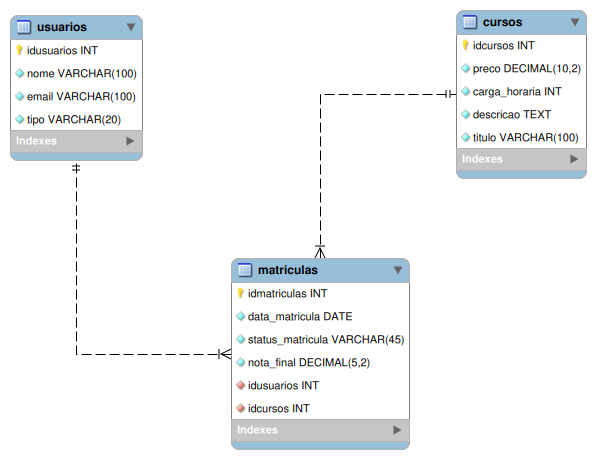 usuarios
idusuarios INT
nome VARCHAR(100)
email VARCHAR(100)
tipo VARCHAR(20)
Indexes
cursos
idcursos INT
preco DECIMAL(10,2)
carga_horaria INT
descricao TEXT
titulo VARCHAR(100)
Indexes
matriculas
idmatriculas INT
data_matricula DATE
status_matricula VARCHAR(45)
nota_final DECIMAL(5,2)
idusuarios INT
idcursos INT
Indexes